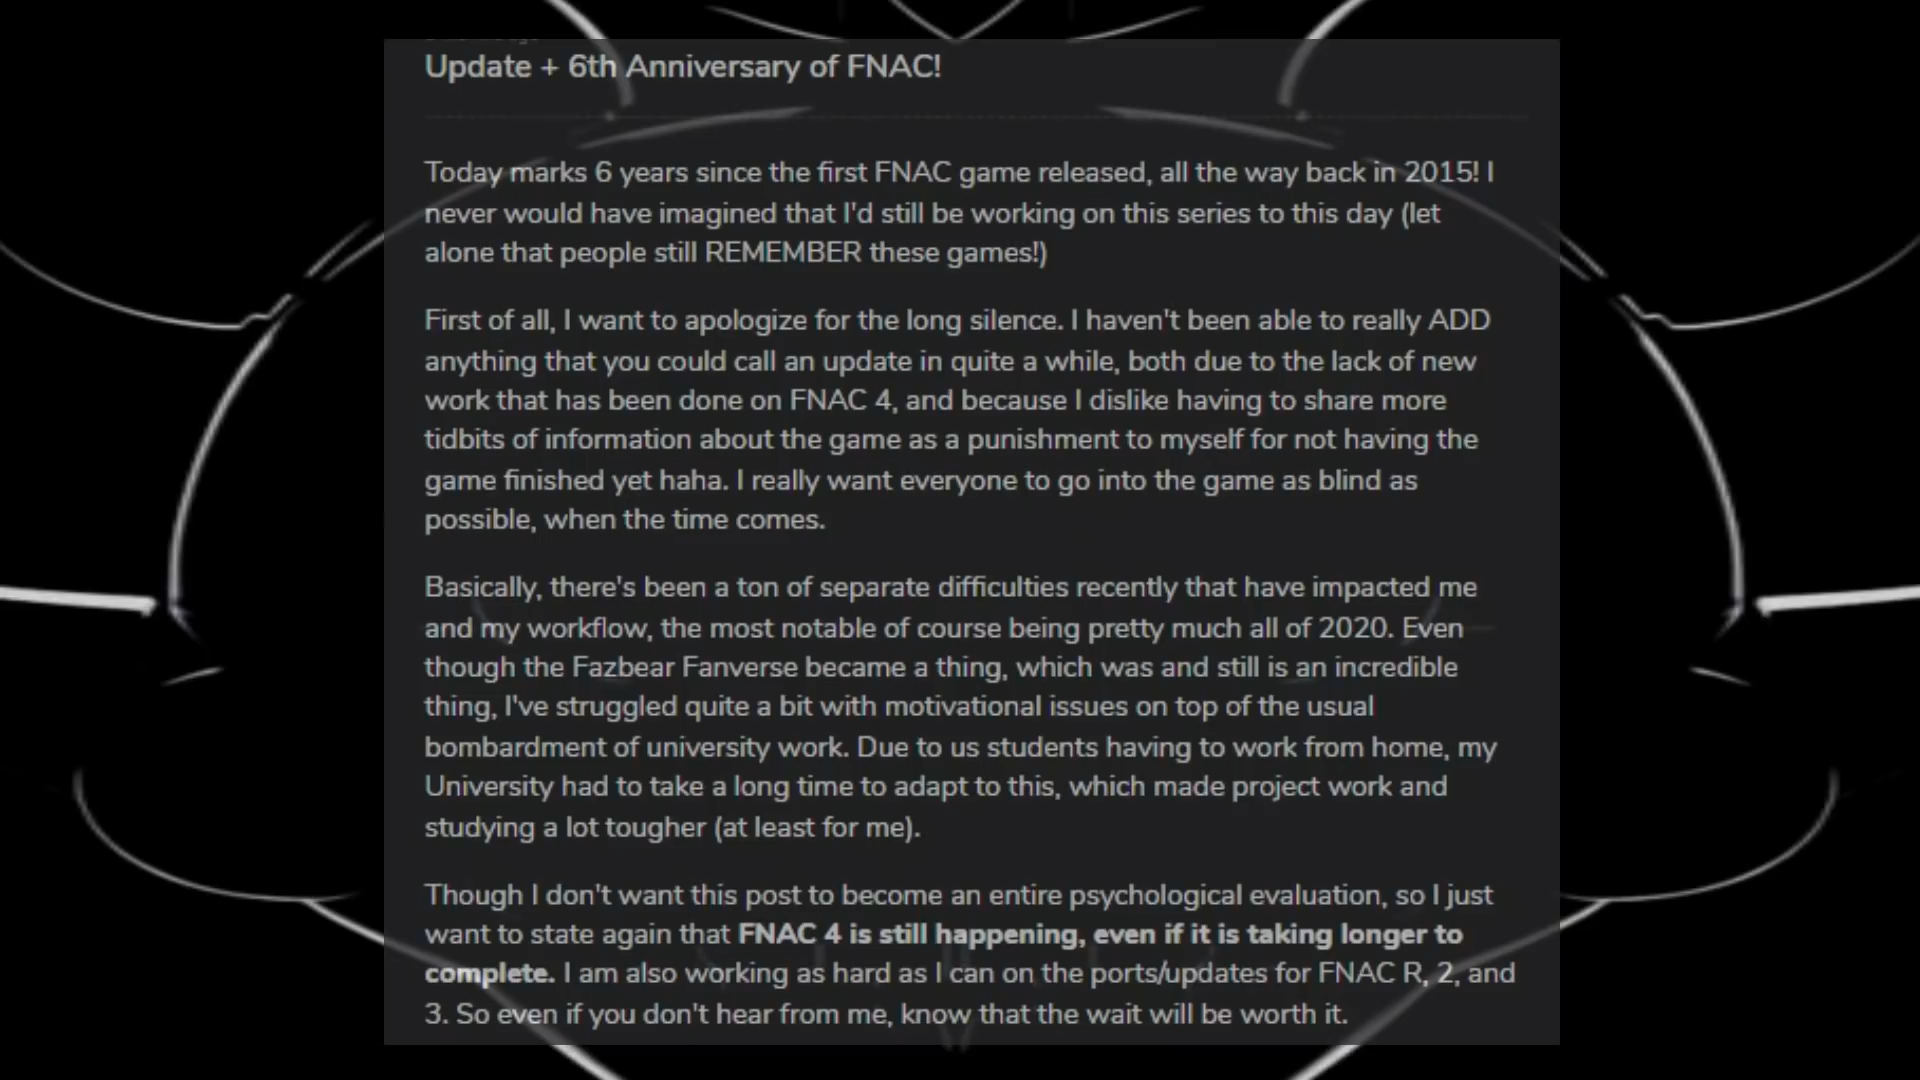 Update + 6th Anniversary of FNAC!
Today marks 6 years since the first FNAC game released, all the way back in 2015! I
never would have imagined that I'd still be working on this series to this day (let
alone that people still REMEMBER these games!)
First of all, I want to apologize for the long silence. I haven't been able to really ADD
anything that you could call an update in quite a while, both due to the lack of new
work that has been done on FNAC 4, and because I dislike having to share more
tidbits of information about the game as a punishment to myself for not having the
game finished yet haha. I really want everyone to go into the game as blind as
possible, when the time comes.
Basically, there's been a ton of separate difficulties recently that have impacted me
and my workflow, the most notable of course being pretty much all of 2020. Even
though the Fazbear Fanverse became a thing, which was and still is an incredible
thing, I've struggled quite a bit with motivational issues on top of the usual
bombardment of university work. Due to us students having to work from home, my
University had to take a long time to adapt to this, which made project work and
studying a lot tougher (at least for me).
Though I don't want this post to become an entire psychological evaluation, so I just
want to state again that FNAC 4 is still happening, even if it is taking longer to
complete. I am also working as hard as I can on the ports/updates for FNAC R, 2, and
3. So even if you don't hear from me, know that the wait will be worth it.